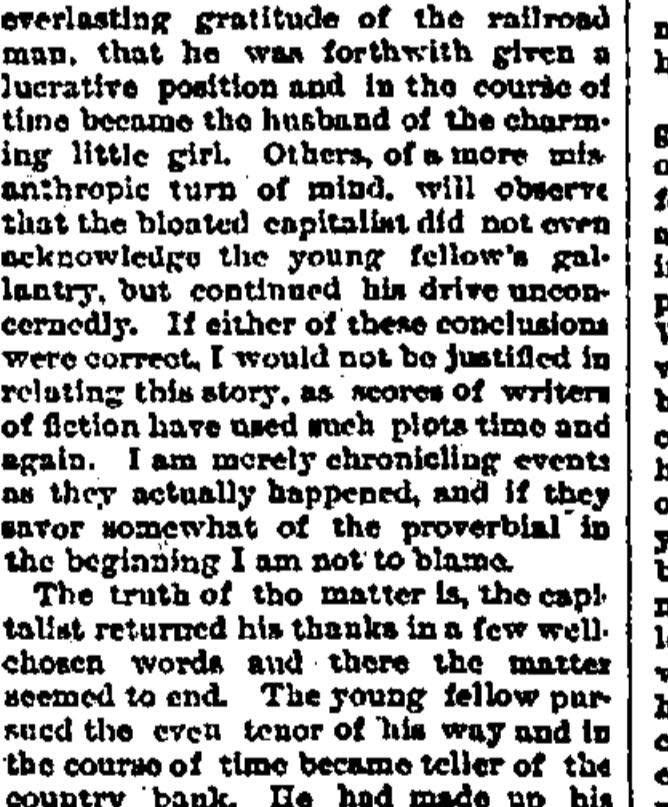 everlasting gratitude of the railroad
man, that he was forthwith given a
lucrative position and in the course of
time became the husband of the charm-
ing little girl. Others, of a more mis-
anthropic turn of mind, will observe
that the bloated capitalist did not even
acknowledge the young fellow's gal-
lantry, but continued his drive uncon-
cernedly. If either of these conclusions
were correct, I would not be justified in
relating this story, as scores of writers
of fiction have used such plots time and
again. I am merely chronicling events
as they actually happened, and if they
savor somewhat of the proverbial in
the beginning I am not to blame.
The truth of the matter is, the capi-
talist returned his thanks in a few well-
chosen words and there the matter
seemed to end. The young fellow pur-
sued the even tenor of his way and in
the course of time became teller of the
country bank. He had made up his